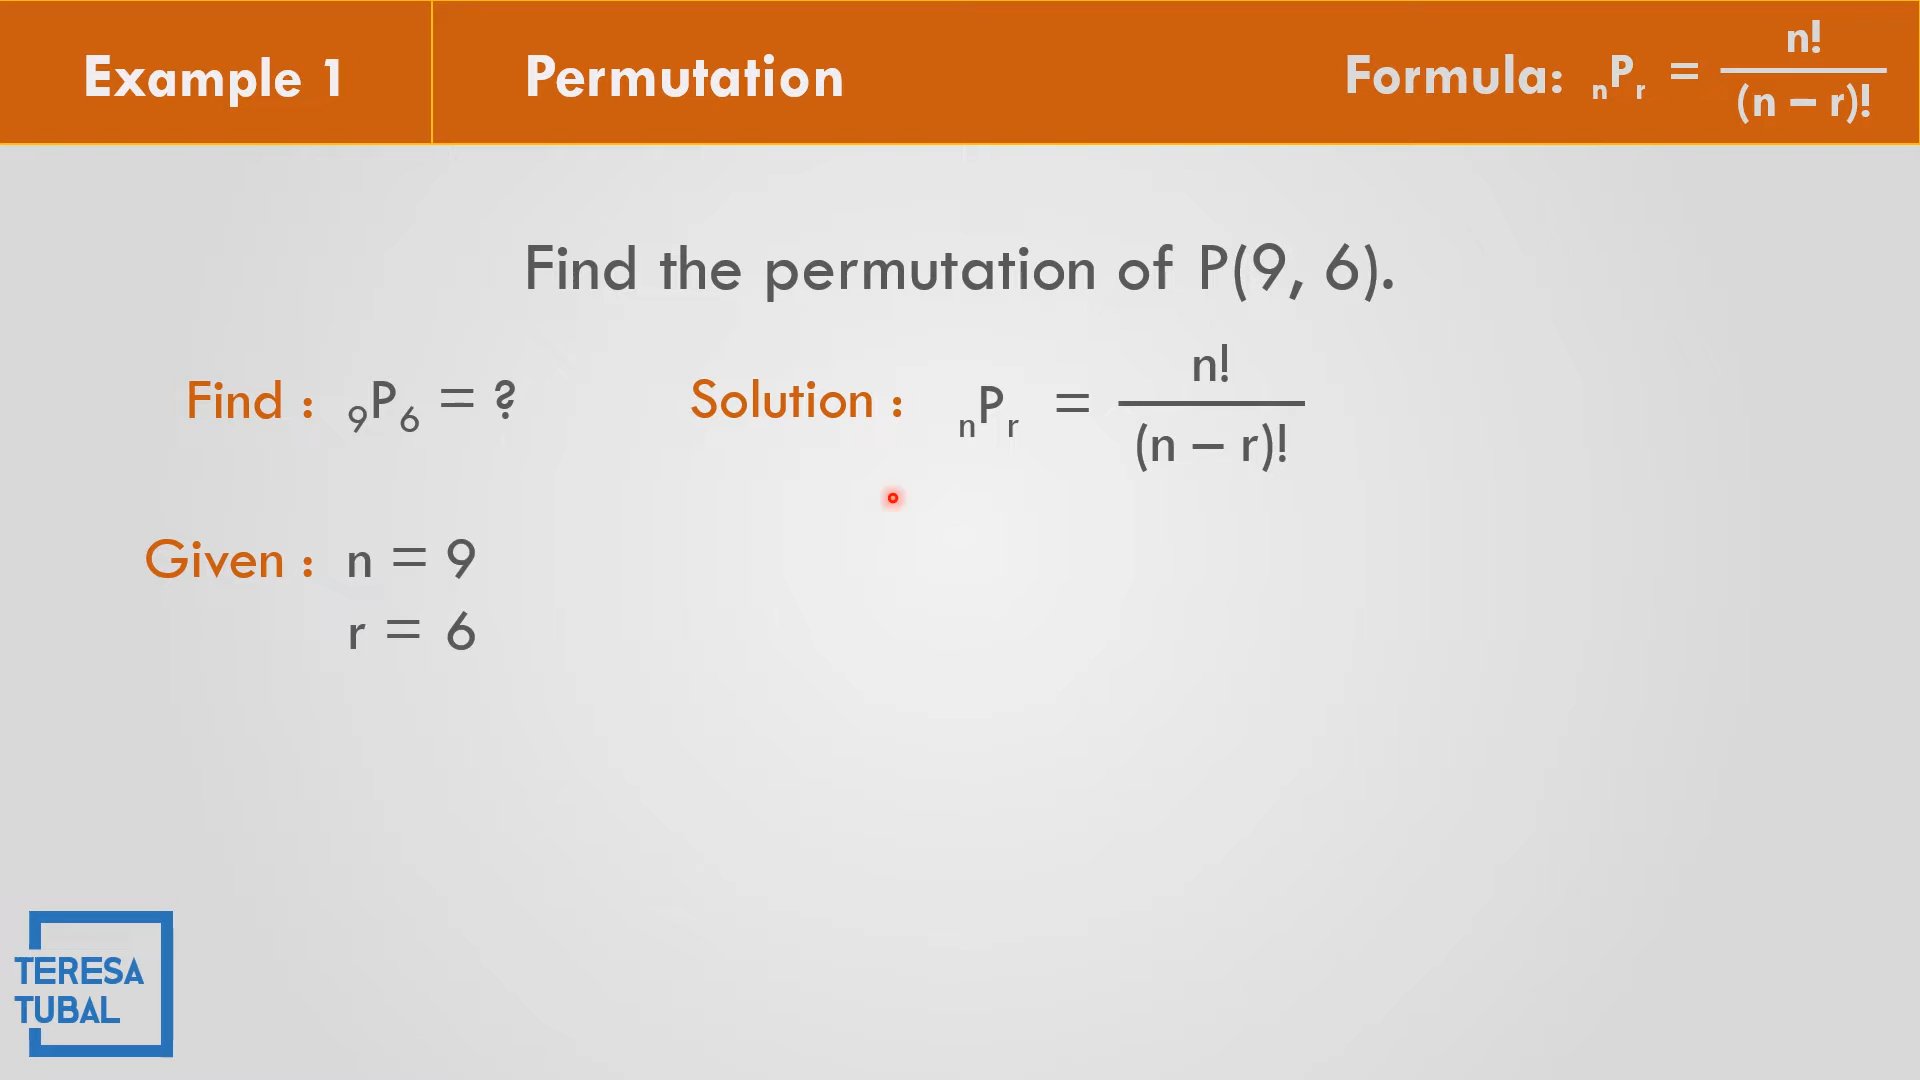 Example 1
Permutation
Formula: nPr = n! / (n – r)!
Find the permutation of P(9, 6).
Find : 9P6 = ?
Solution : nPr = n! / (n – r)!
Given : n = 9
r = 6
TERESA
TUBAL